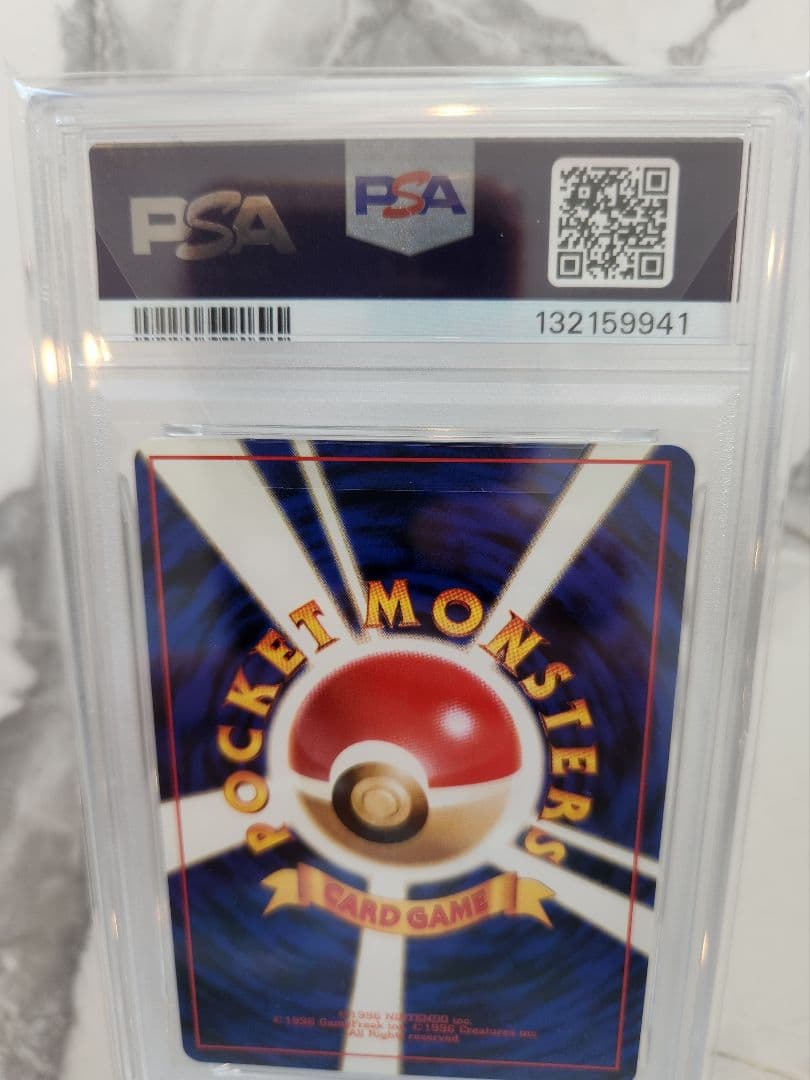 PSA
PSA
132159941
POCKET MONSTERS
CARD GAME
©1996 NINTENDO inc.
©1996 GameFreak inc. ©1996 Creatures inc.
All Rights reserved